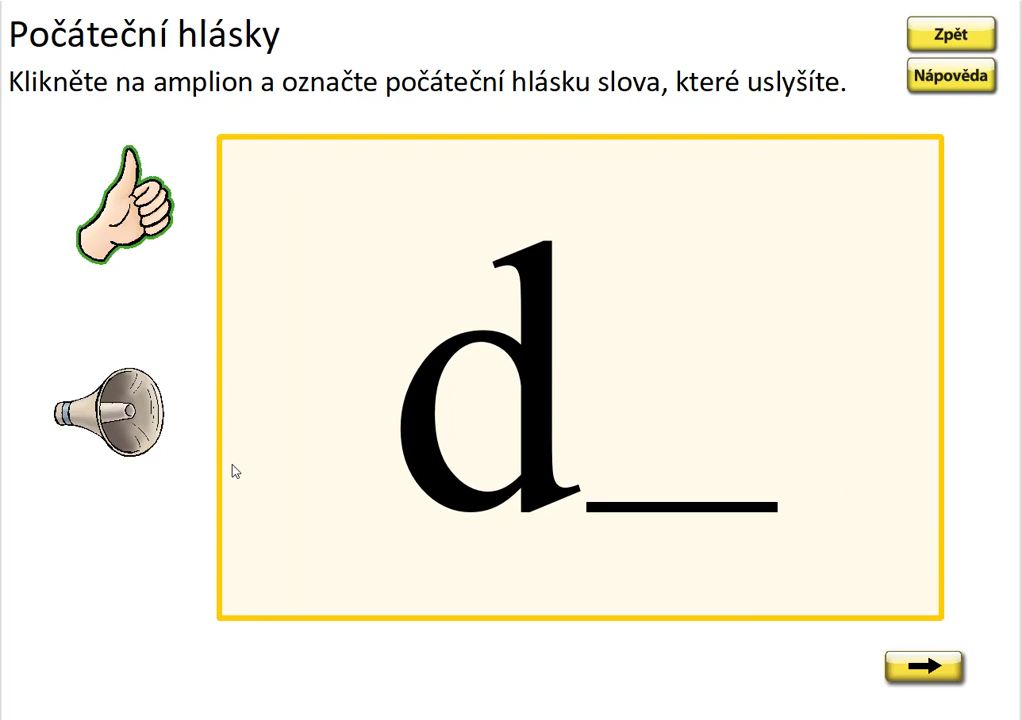 Počáteční hlásky
Zpět
Klikněte na amplion a označte počáteční hlásku slova, které uslyšíte.
Nápověda
d_